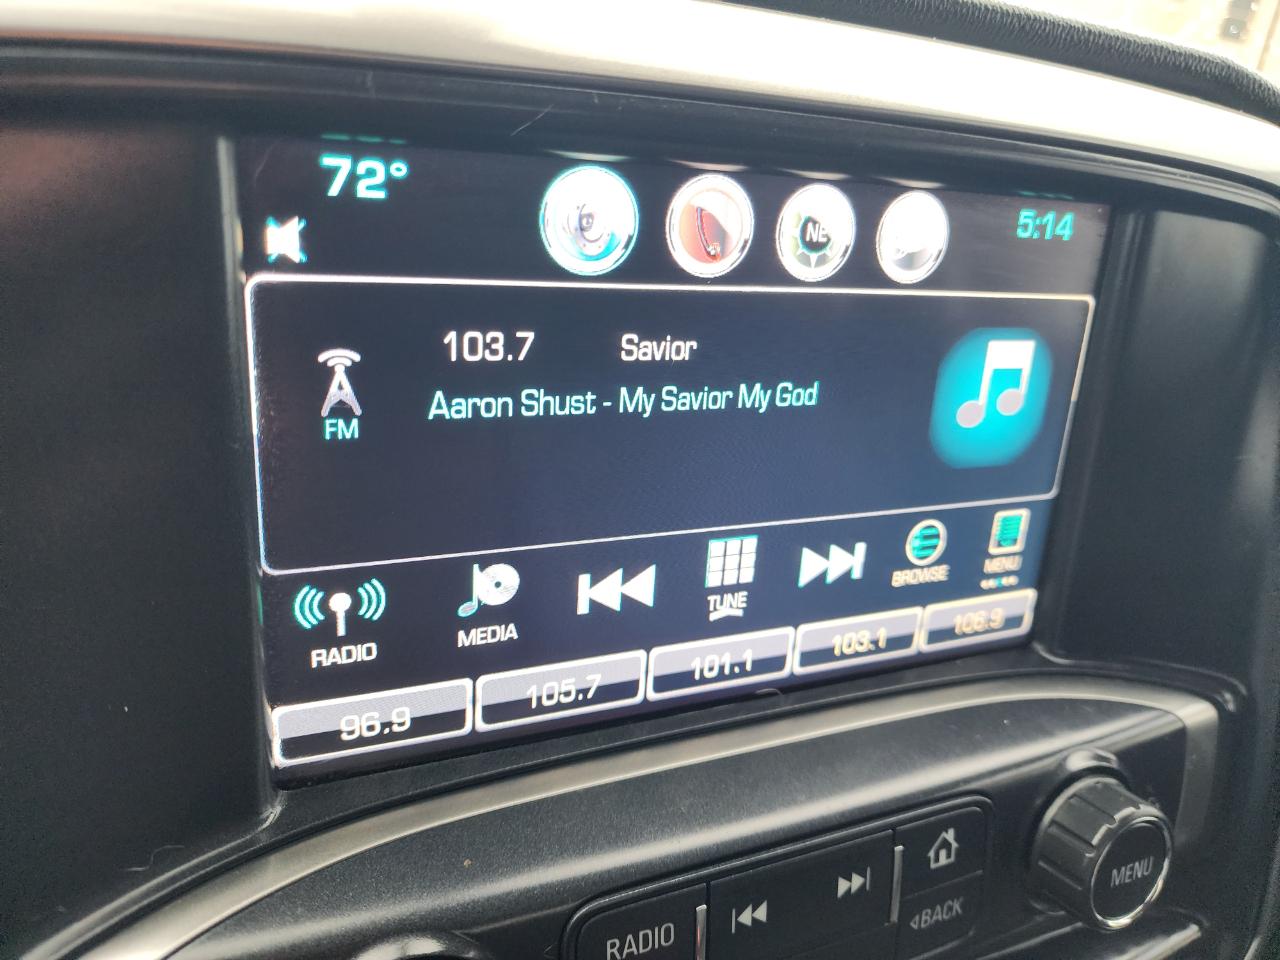 72°
NE
5:14
103.7 Savior
Aaron Shust - My Savior My God
FM
RADIO
MEDIA
TUNE
BROWSE
MENU
96.9
105.7
101.1
103.1
106.9
RADIO
BACK
MENU